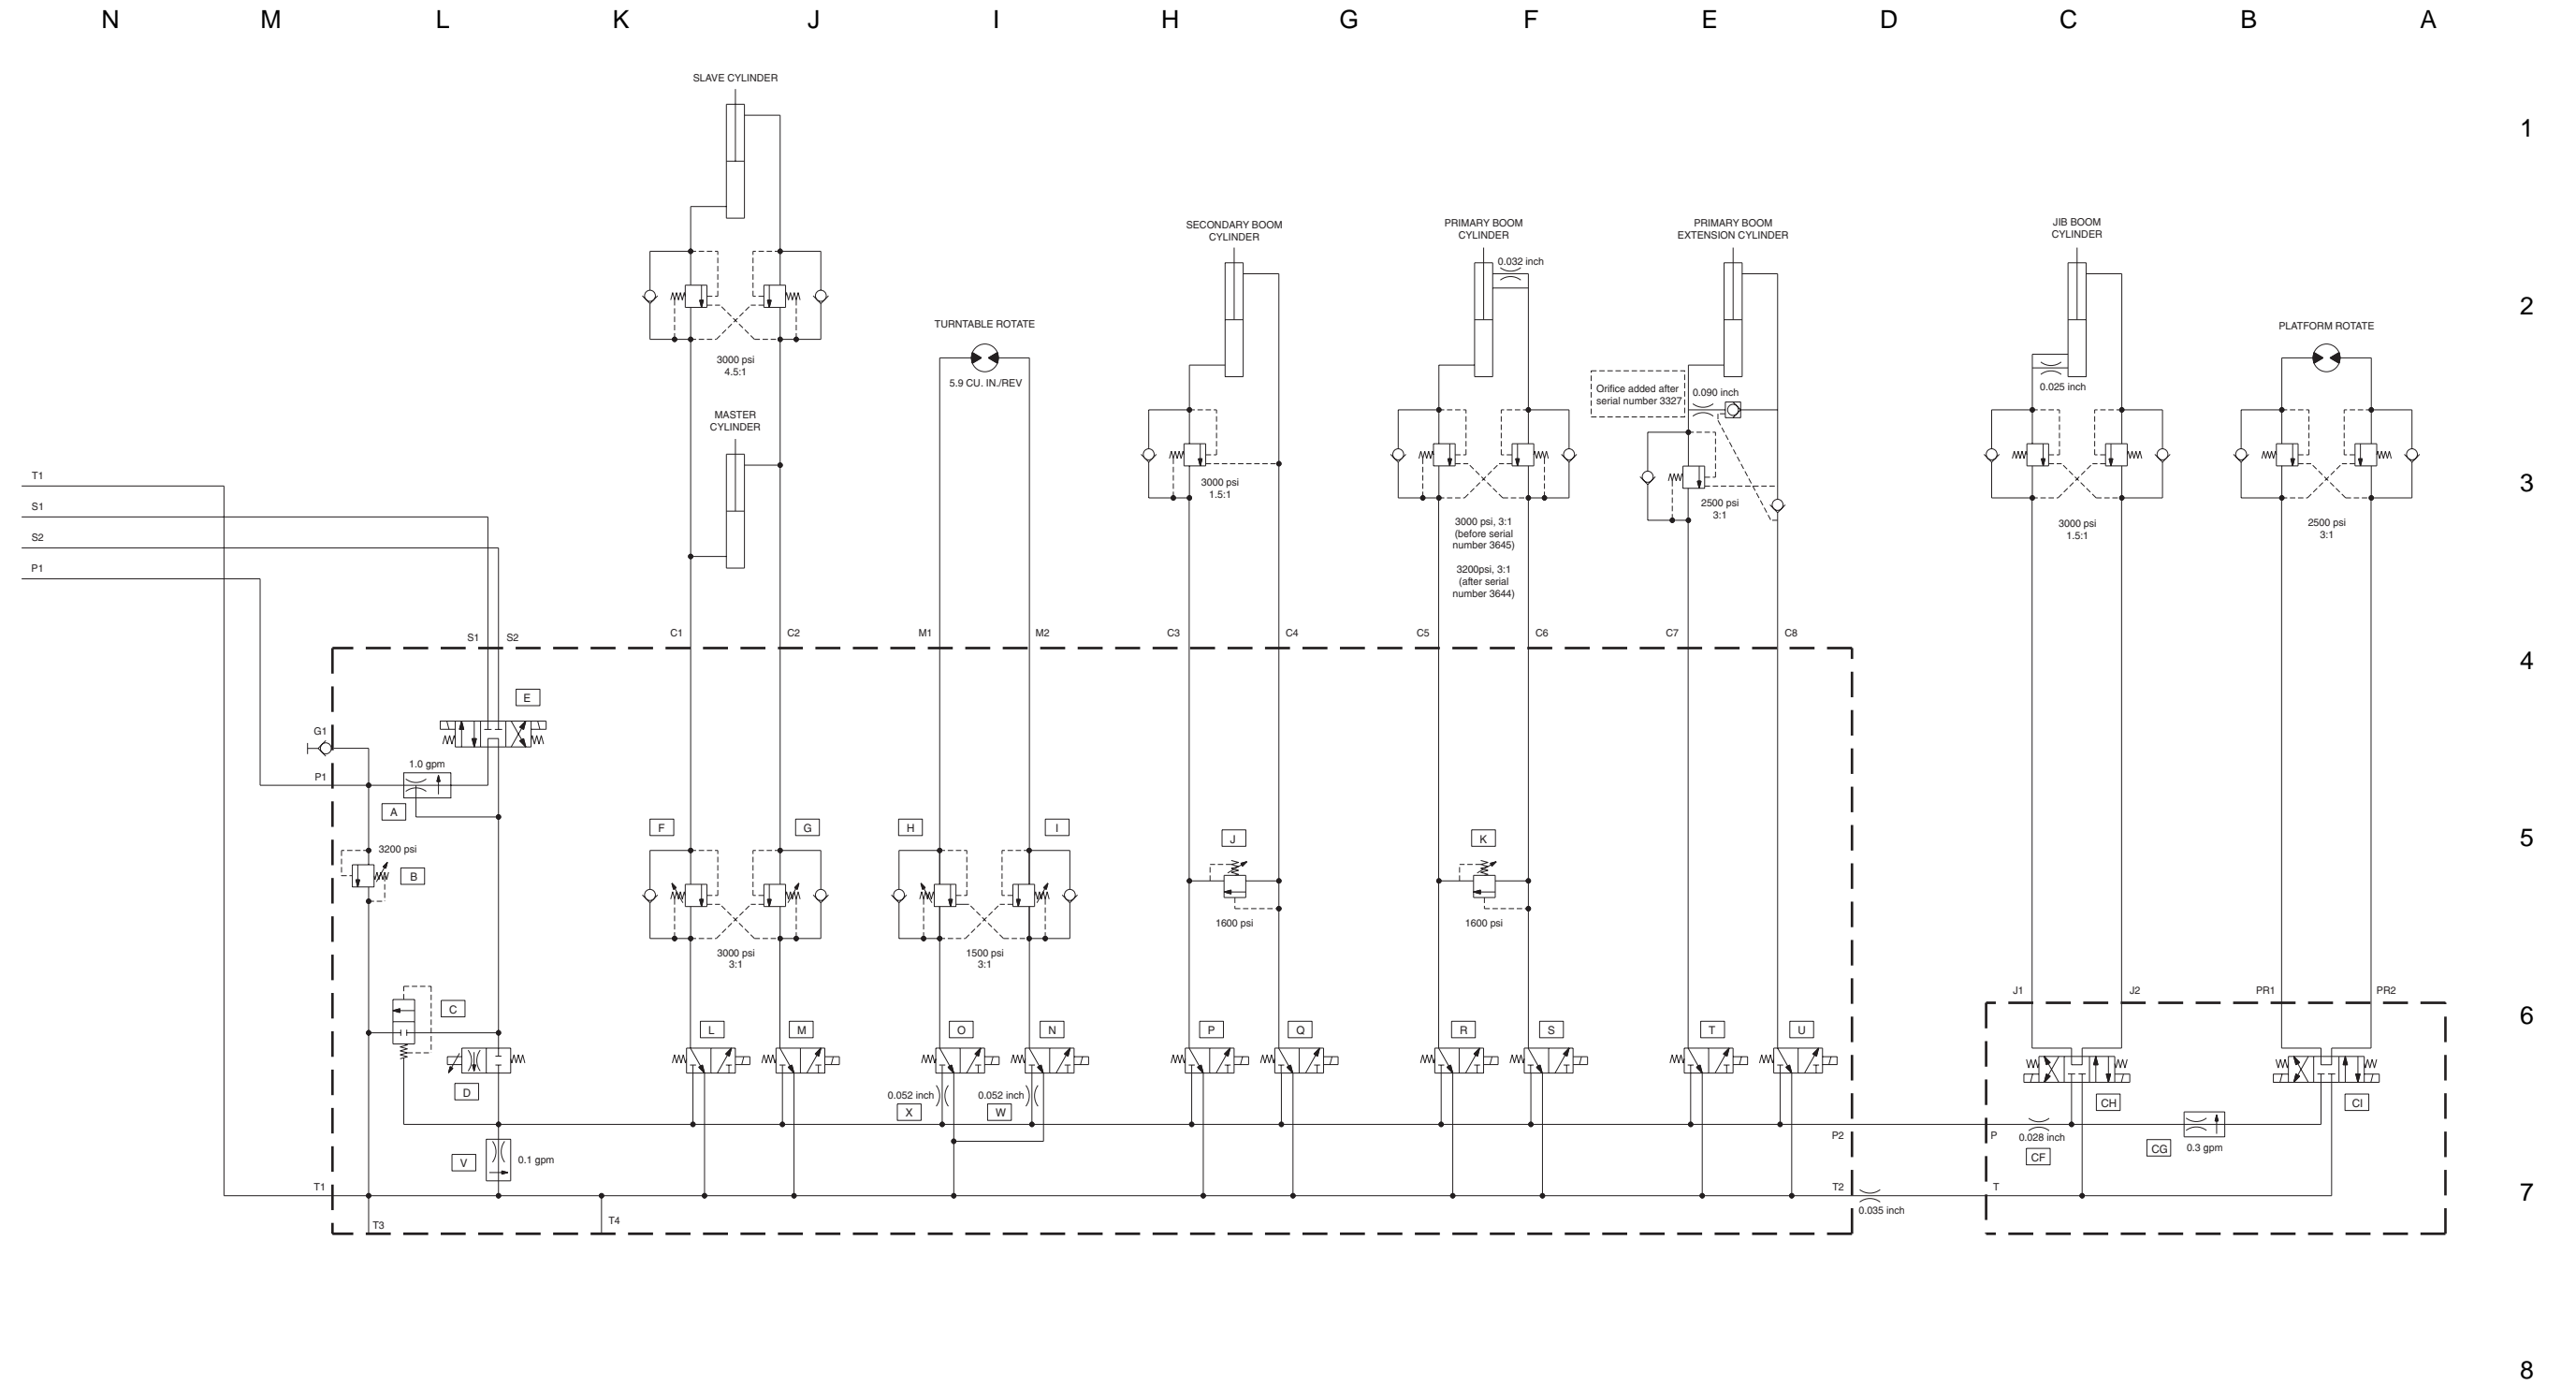 N M L K J I H G F E D C B A
SLAVE CYLINDER
1
SECONDARY BOOM
CYLINDER
PRIMARY BOOM
CYLINDER
PRIMARY BOOM
EXTENSION CYLINDER
JIB BOOM
CYLINDER
0.032 inch
2
TURNTABLE ROTATE
PLATFORM ROTATE
3000 psi
4.5:1
5.9 CU. IN./REV
Orifice added after
serial number 3327
0.090 inch
0.025 inch
MASTER
CYLINDER
T1
S1
S2
P1
3000 psi
1.5:1
3000 psi, 3:1
(before serial
number 3645)
3200psi, 3:1
(after serial
number 3644)
2500 psi
3:1
3000 psi
1.5:1
2500 psi
3:1
3
S1 S2 C1 C2 M1 M2 C3 C4 C5 C6 C7 C8
4
E
G1
P1
1.0 gpm
A
3200 psi
B
F G H I J K
5
1600 psi
1600 psi
3000 psi
3:1
1500 psi
3:1
J1 J2 PR1 PR2
C
6
L M O N P Q R S T U
D
0.052 inch
X
0.052 inch
W
CH
CI
P2
P
0.028 inch
CF
CG
0.3 gpm
V
0.1 gpm
T1
T2
T
7
T3
T4
0.035 inch
8